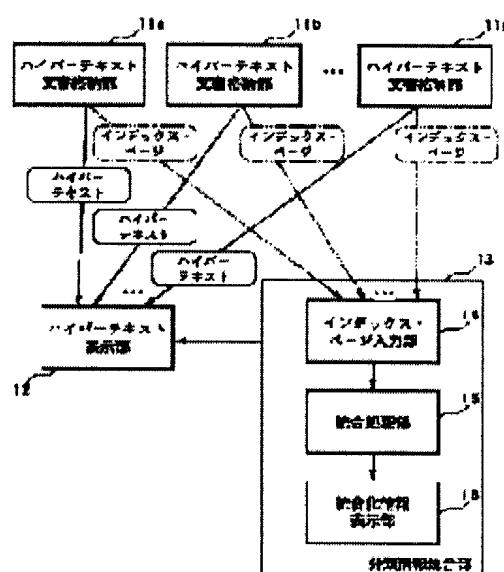 11a
11b
ハイパーテキスト
文書格納部
ハイパーテキスト
文書格納部
...
ハイパーテキスト
文書格納部
インデックス・
ページ
インデックス・
ページ
インデックス・
ページ
ハイパー
テキスト
ハイパー
テキスト
ハイパー
テキスト
...
...
13
ハイパーテキスト
表示部
12
インデックス・
ページ入力部
14
統合処理部
15
統合化情報
表示部
分類情報統合部